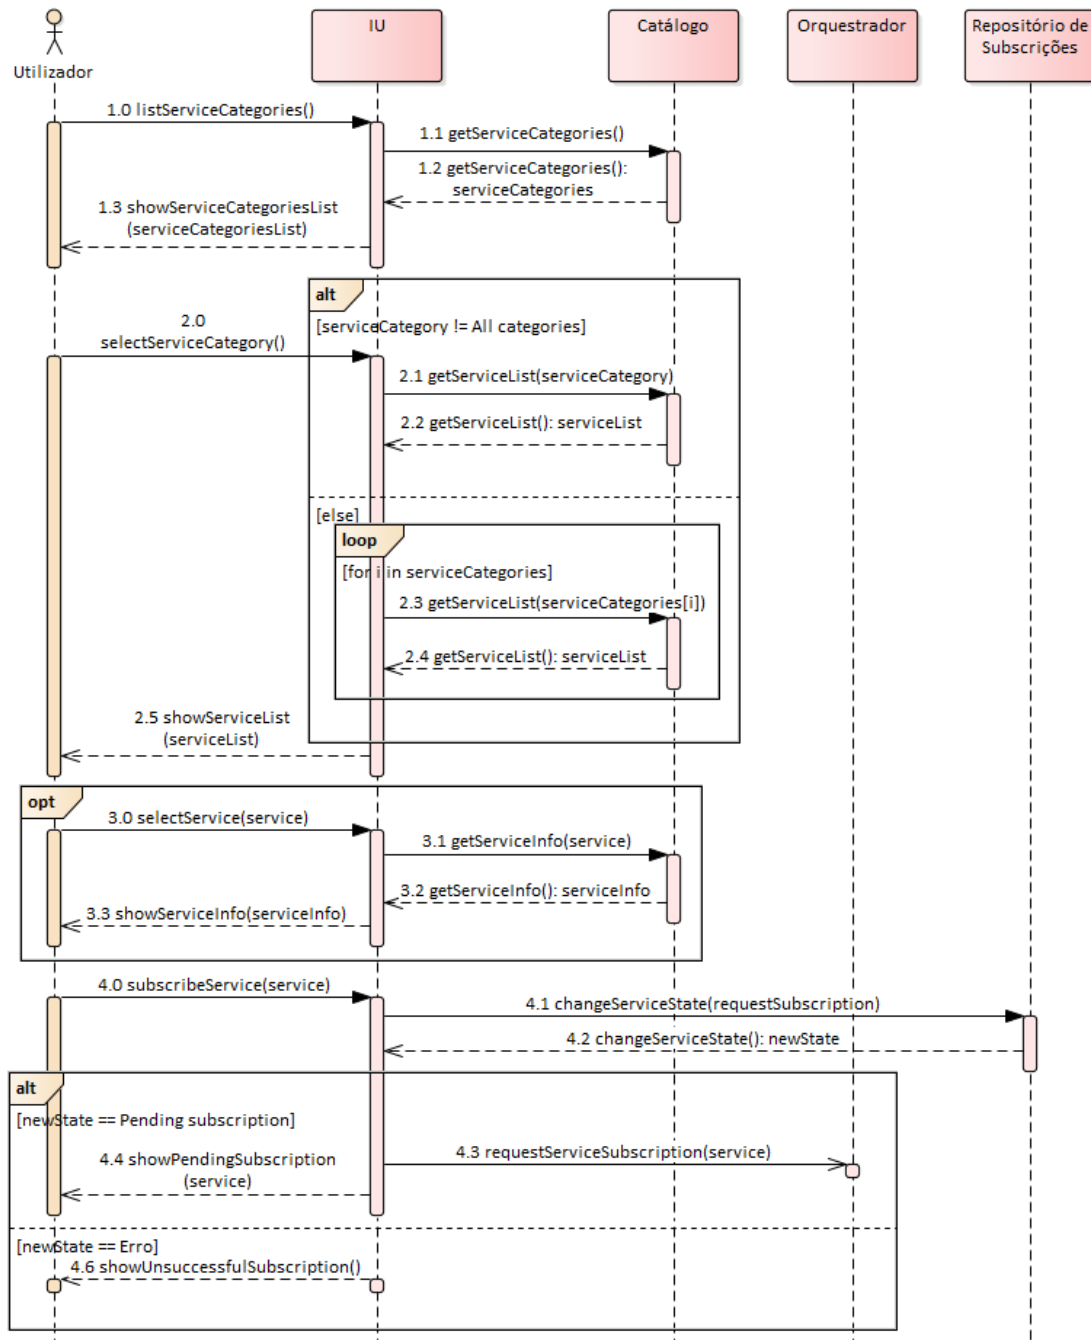 IU
Catálogo
Orquestrador
Repositório de
Subscrições
Utilizador
1.0 listServiceCategories()
1.1 getServiceCategories()
1.2 getServiceCategories():
serviceCategories
1.3 showServiceCategoriesList
(serviceCategoriesList)
alt
[serviceCategory != All categories]
2.0
selectServiceCategory()
2.1 getServiceList(serviceCategory)
2.2 getServiceList(): serviceList
[else]
loop
[for i in serviceCategories]
2.3 getServiceList(serviceCategories[i])
2.4 getServiceList(): serviceList
2.5 showServiceList
(serviceList)
opt
3.0 selectService(service)
3.1 getServiceInfo(service)
3.2 getServiceInfo(): serviceInfo
3.3 showServiceInfo(serviceInfo)
4.0 subscribeService(service)
4.1 changeServiceState(requestSubscription)
4.2 changeServiceState(): newState
alt
[newState == Pending subscription]
4.3 requestServiceSubscription(service)
4.4 showPendingSubscription
(service)
[newState == Erro]
4.6 showUnsuccessfulSubscription()